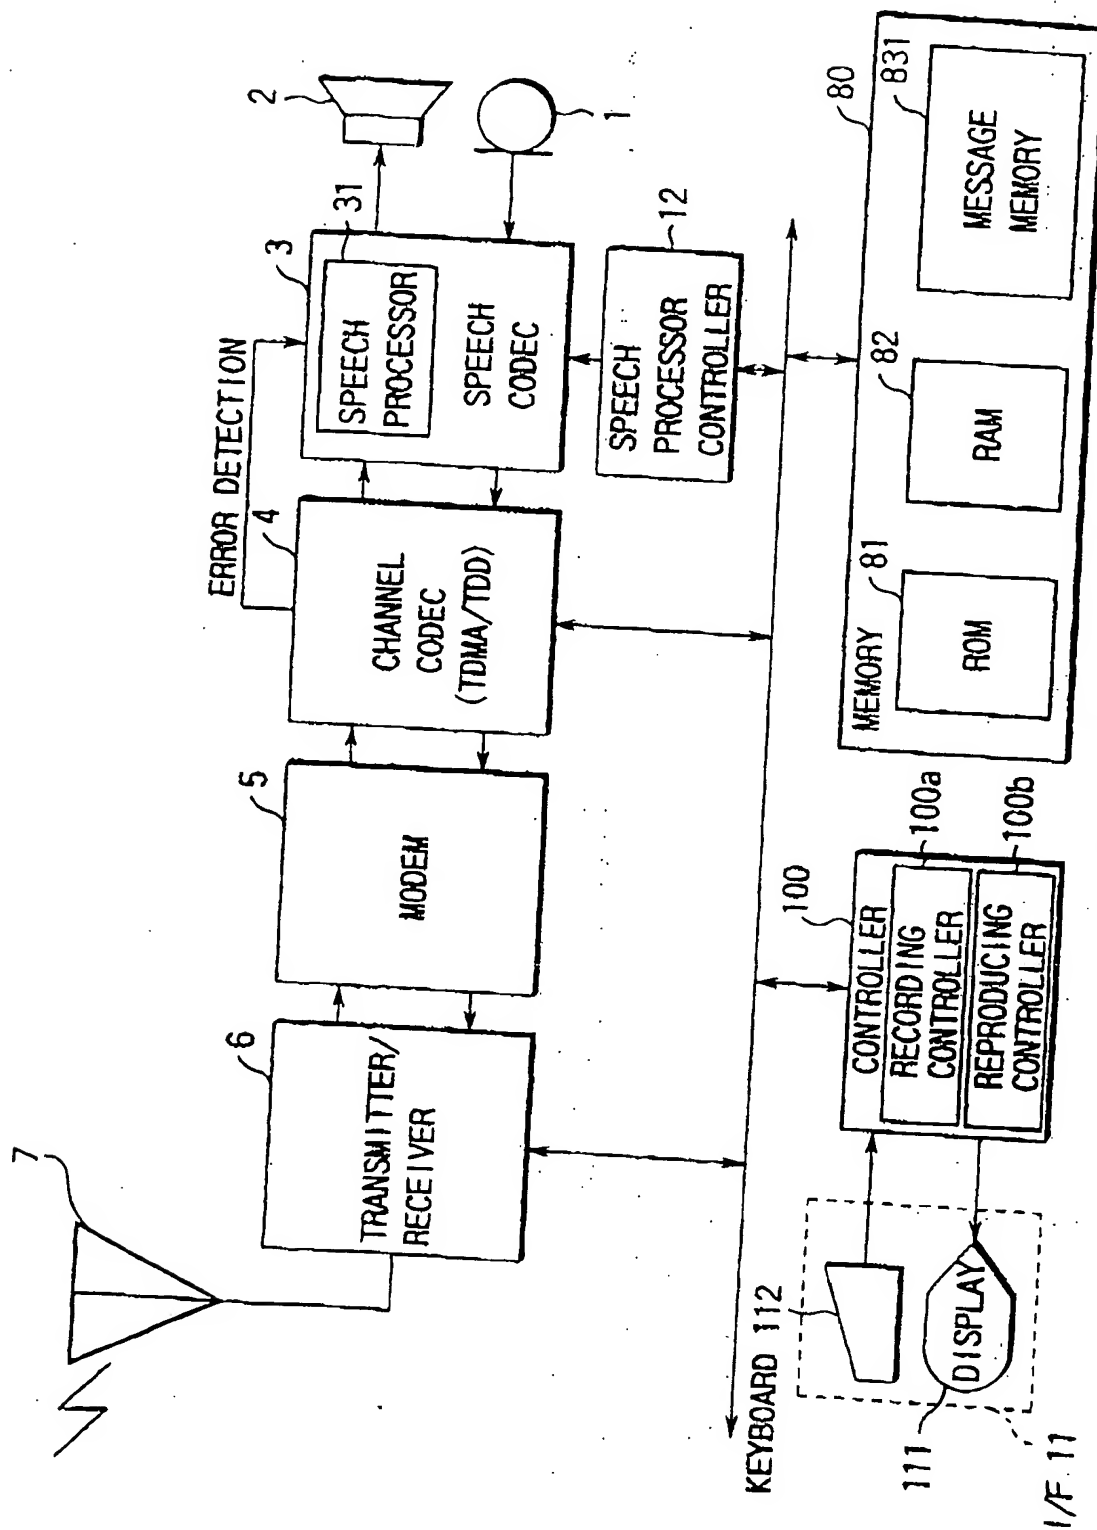 7
6
TRANSMITTER/
RECEIVER
5
MODEM
ERROR DETECTION
4
CHANNEL
CODEC
(TDMA/TDD)
3
31
SPEECH
PROCESSOR
SPEECH
CODEC
2
1
12
SPEECH
PROCESSOR
CONTROLLER
KEYBOARD 112
DISPLAY
111
I/F 11
100
CONTROLLER
100a
RECORDING
CONTROLLER
100b
REPRODUCING
CONTROLLER
80
MEMORY
81
ROM
82
RAM
831
MESSAGE
MEMORY